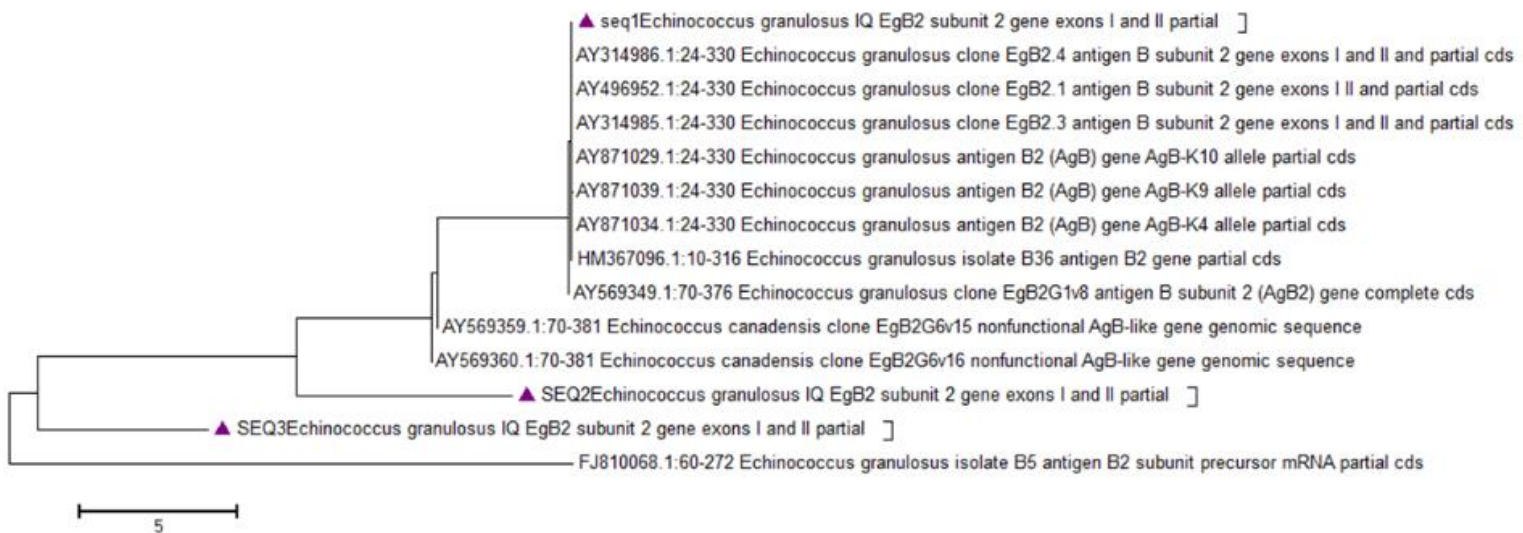 seq1Echinococcus granulosus IQ EgB2 subunit 2 gene exons I and II partial
AY314986.1:24-330 Echinococcus granulosus clone EgB2.4 antigen B subunit 2 gene exons I and II and partial cds
AY496952.1:24-330 Echinococcus granulosus clone EgB2.1 antigen B subunit 2 gene exons I II and partial cds
AY314985.1:24-330 Echinococcus granulosus clone EgB2.3 antigen B subunit 2 gene exons I and II and partial cds
AY871029.1:24-330 Echinococcus granulosus antigen B2 (AgB) gene AgB-K10 allele partial cds
AY871039.1:24-330 Echinococcus granulosus antigen B2 (AgB) gene AgB-K9 allele partial cds
AY871034.1:24-330 Echinococcus granulosus antigen B2 (AgB) gene AgB-K4 allele partial cds
HM367096.1:10-316 Echinococcus granulosus isolate B36 antigen B2 gene partial cds
AY569349.1:70-376 Echinococcus granulosus clone EgB2G1v8 antigen B subunit 2 (AgB2) gene complete cds
AY569359.1:70-381 Echinococcus canadensis clone EgB2G6v15 nonfunctional AgB-like gene genomic sequence
AY569360.1:70-381 Echinococcus canadensis clone EgB2G6v16 nonfunctional AgB-like gene genomic sequence
SEQ2Echinococcus granulosus IQ EgB2 subunit 2 gene exons I and II partial
SEQ3Echinococcus granulosus IQ EgB2 subunit 2 gene exons I and II partial
FJ810068.1:60-272 Echinococcus granulosus isolate B5 antigen B2 subunit precursor mRNA partial cds
5